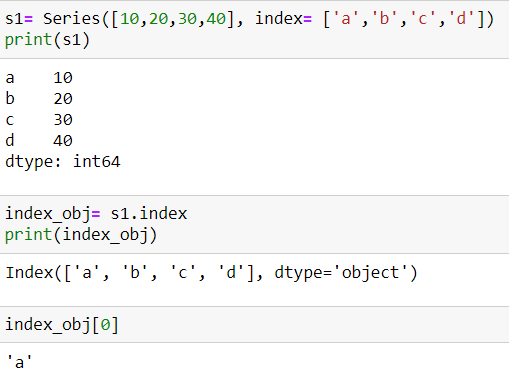 s1= Series([10,20,30,40], index= ['a','b','c','d'])
print(s1)
a    10
b    20
c    30
d    40
dtype: int64
index_obj= s1.index
print(index_obj)
Index(['a', 'b', 'c', 'd'], dtype='object')
index_obj[0]
'a'